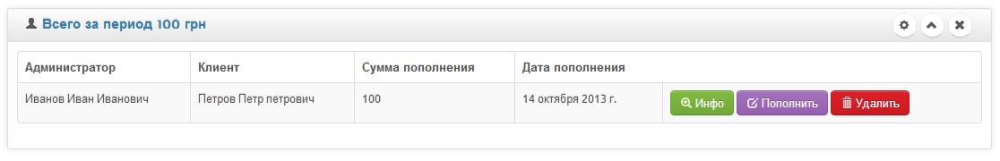 Всего за период 100 грн
Администратор Клиент Сумма пополнения Дата пополнения
Иванов Иван Иванович Петров Петр петрович 100 14 октября 2013 г. Инфо Пополнить Удалить